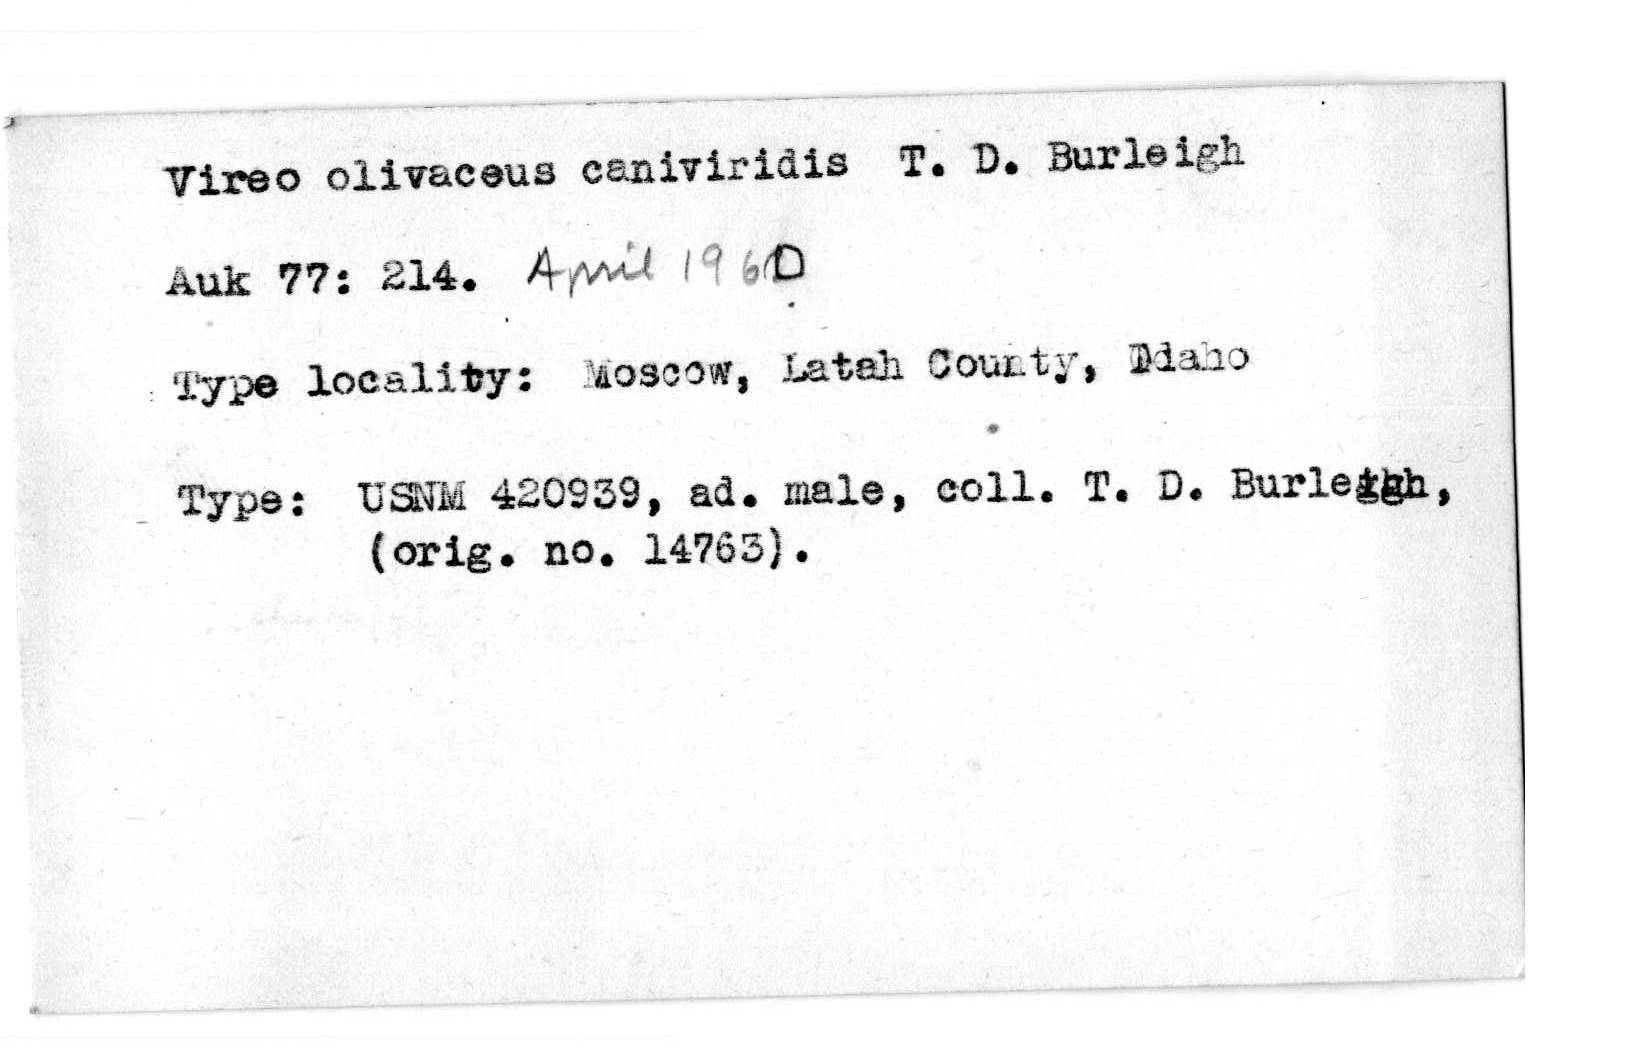 Vireo olivaceus caniviridis T. D. Burleigh
Auk 77: 214. April 1960
Type locality: Moscow, Latah County, Idaho
Type: USNM 420939, ad. male, coll. T. D. Burleigh,
(orig. no. 14763).